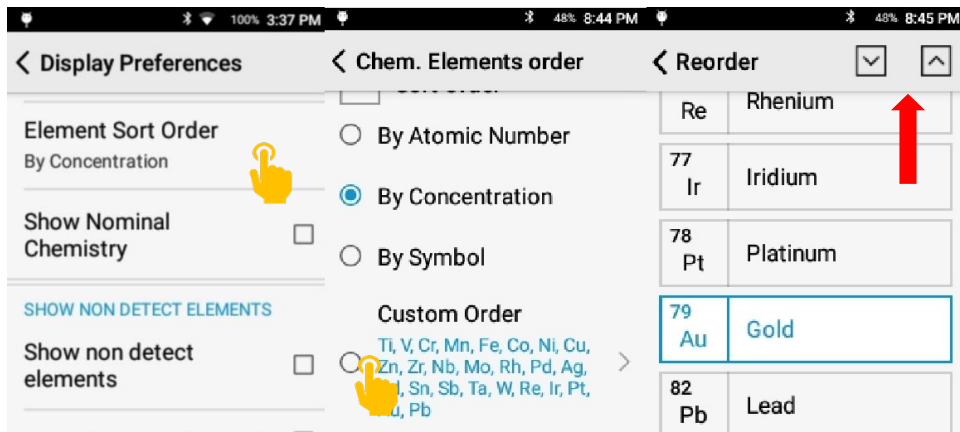 100% 3:37 PM
Display Preferences
Element Sort Order
By Concentration
Show Nominal
Chemistry
SHOW NON DETECT ELEMENTS
Show non detect
elements
48% 8:44 PM
Chem. Elements order
By Atomic Number
By Concentration
By Symbol
Custom Order
Ti, V, Cr, Mn, Fe, Co, Ni, Cu,
Zn, Zr, Nb, Mo, Rh, Pd, Ag,
Sn, Sb, Ta, W, Re, Ir, Pt,
Pb
48% 8:45 PM
Reorder
Re Rhenium
77
Ir Iridium
78
Pt Platinum
79
Au Gold
82
Pb Lead